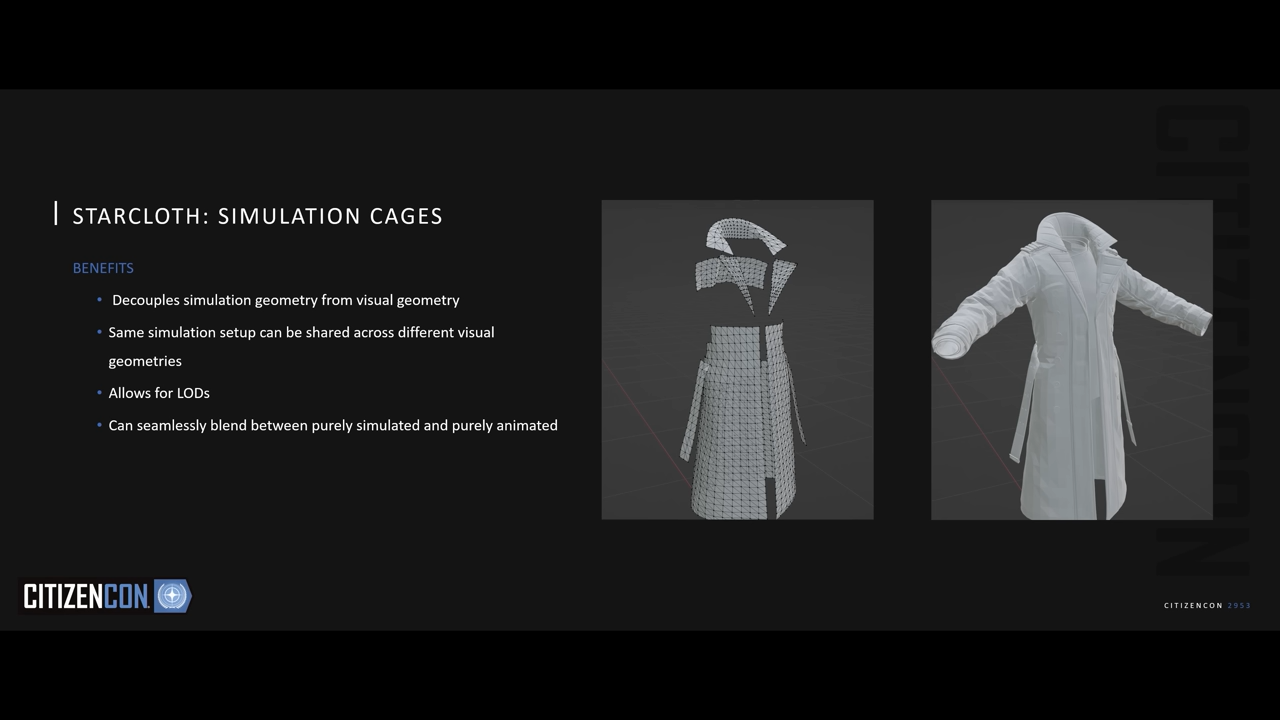 STARCLOTH: SIMULATION CAGES
BENEFITS
• Decouples simulation geometry from visual geometry
• Same simulation setup can be shared across different visual
geometries
• Allows for LODs
• Can seamlessly blend between purely simulated and purely animated
CITIZENCON
CITIZENCON
CITIZENCON 2953